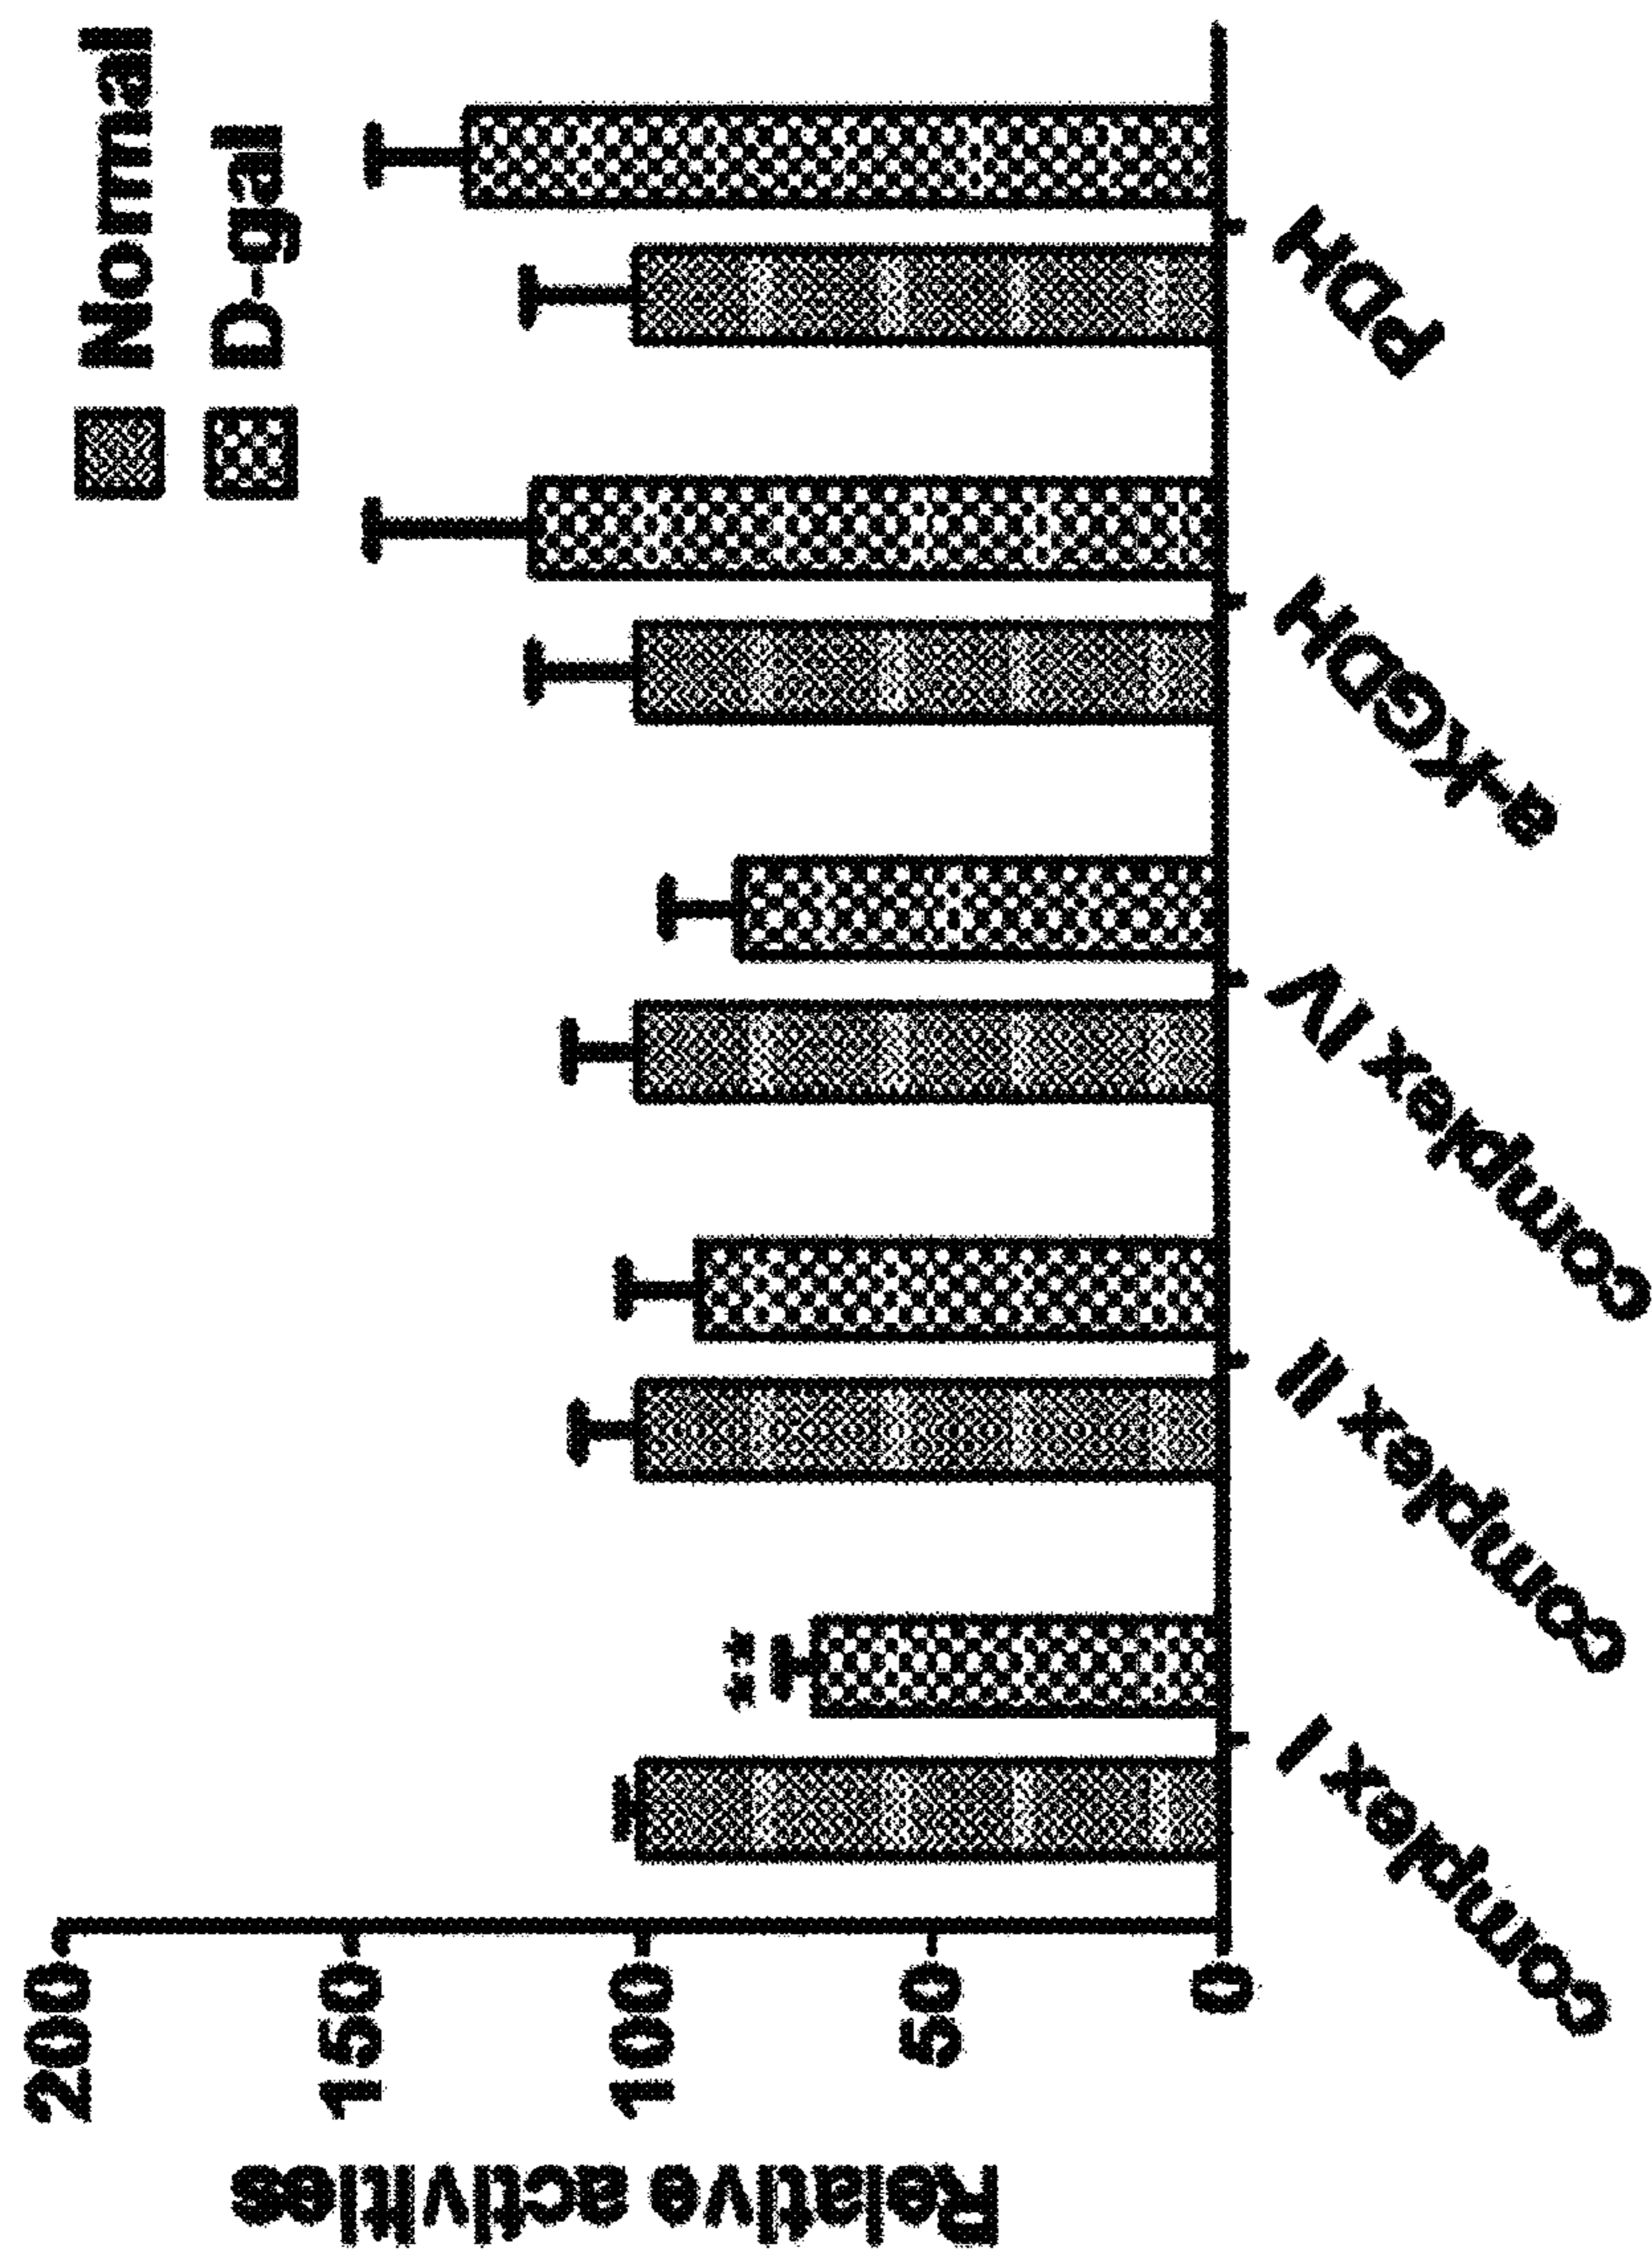 Normal
D-gal
Relative activities
200
150
100
50
0
complex I
complex II
complex IV
a-KGDH
PDH
**